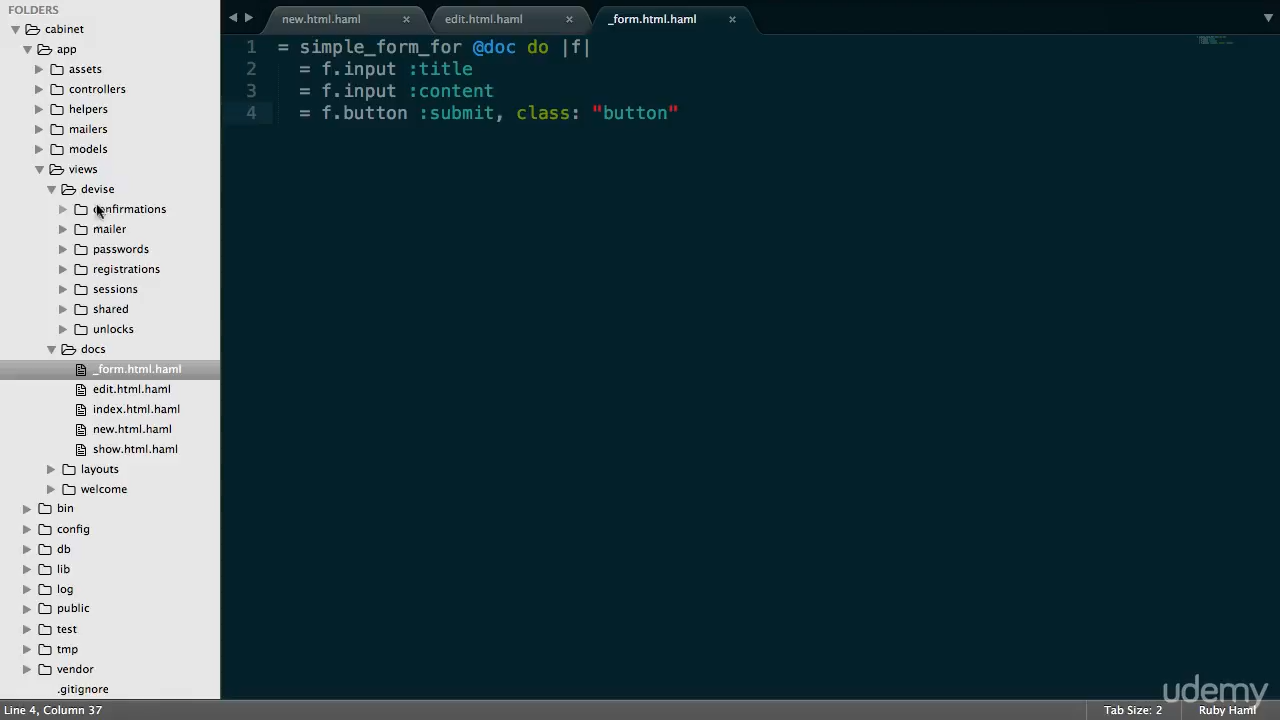 FOLDERS
cabinet
app
assets
controllers
helpers
mailers
models
views
devise
confirmations
mailer
passwords
registrations
sessions
shared
unlocks
docs
_form.html.haml
edit.html.haml
index.html.haml
new.html.haml
show.html.haml
layouts
welcome
bin
config
db
lib
log
public
test
tmp
vendor
.gitignore
new.html.haml × edit.html.haml × _form.html.haml ×
1 = simple_form_for @doc do |f|
2 = f.input :title
3 = f.input :content
4 = f.button :submit, class: "button"
udemy
Line 4, Column 37 Tab Size: 2 Ruby Haml